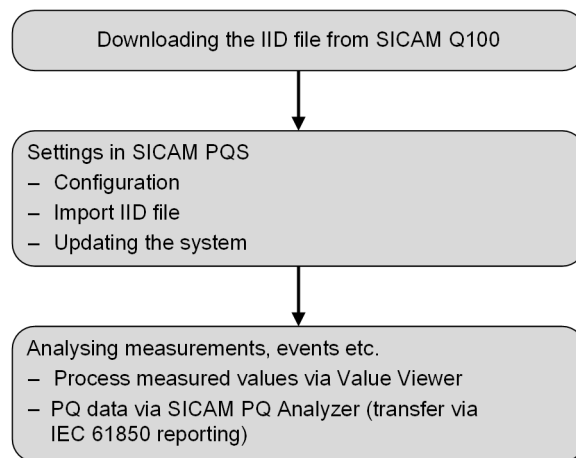 Downloading the IID file from SICAM Q100
Settings in SICAM PQS
– Configuration
– Import IID file
– Updating the system
Analysing measurements, events etc.
– Process measured values via Value Viewer
– PQ data via SICAM PQ Analyzer (transfer via
IEC 61850 reporting)